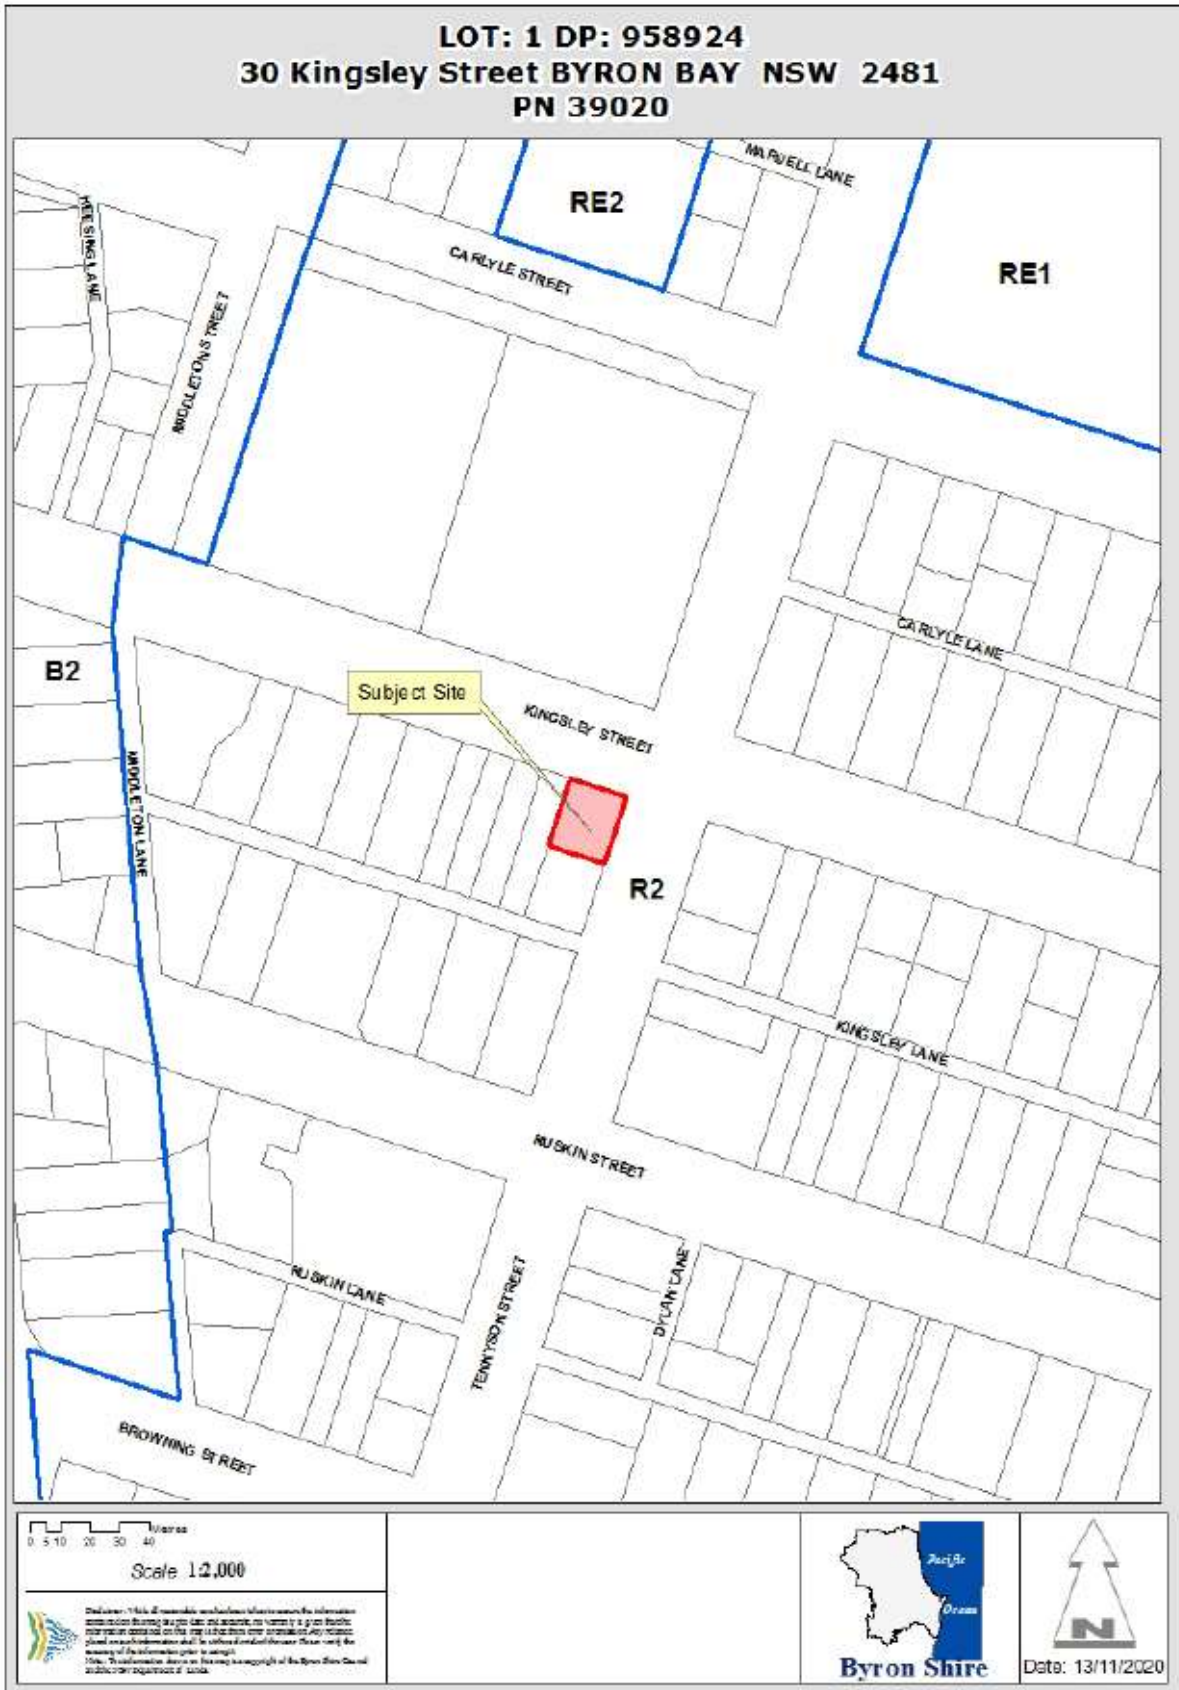 LOT: 1 DP: 958924
30 Kingsley Street BYRON BAY NSW 2481
PN 39020
MARVELL LANE
RE2
RE1
CARLYLE STREET
MIDDLETON STREET
CARLYLE LANE
B2
Subject Site
KINGSLEY STREET
MIDDLETON LANE
R2
KINGSLEY LANE
RUSKIN STREET
RUSKIN LANE
TENNYSON STREET
DYLAN LANE
BROWNING STREET
Metres
0 5 10 20 30 40
Scale 1:2,000
Pacific
Ocean
Byron Shire
N
Date: 13/11/2020